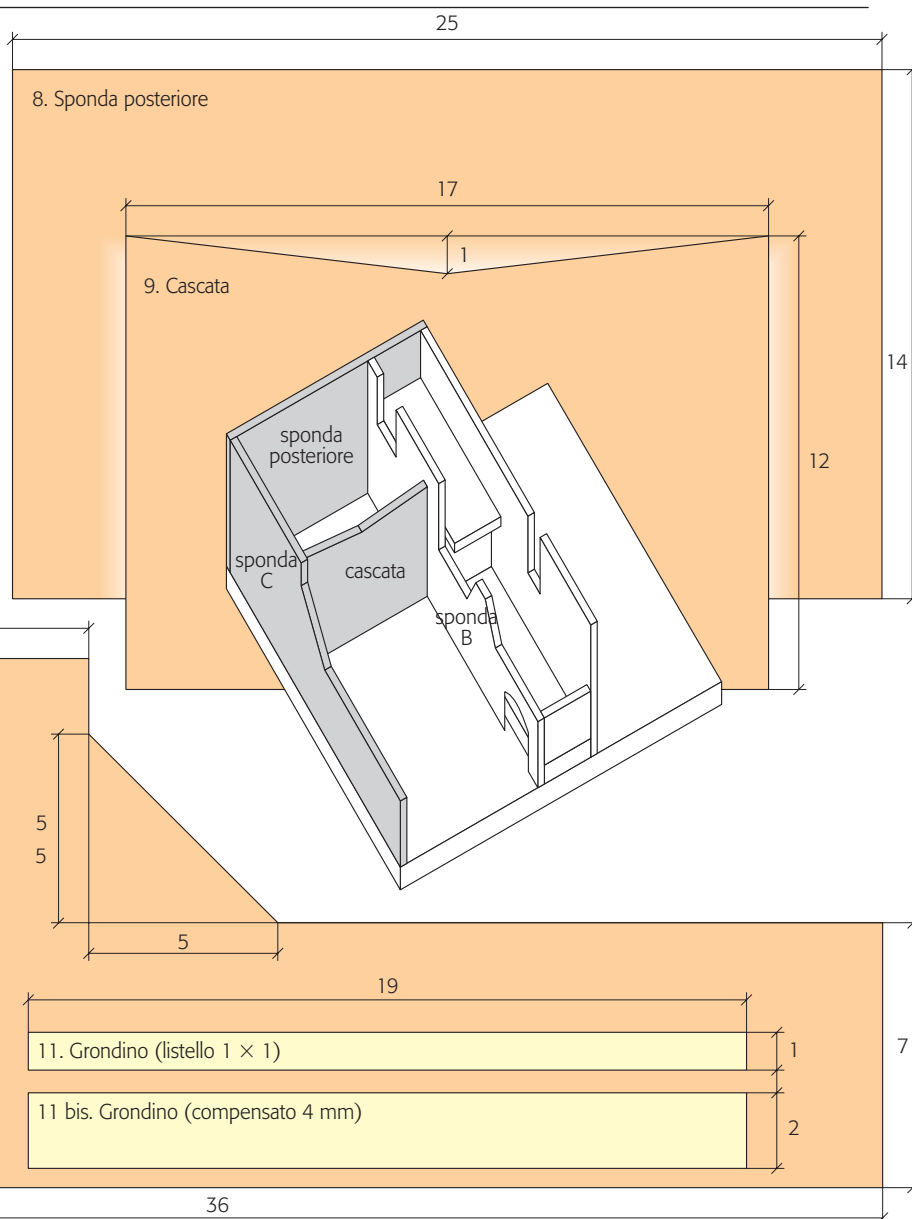 25
8. Sponda posteriore
17
1
9. Cascata
14
sponda
posteriore
12
sponda
C
cascata
sponda
B
5
5
5
19
11. Grondino (listello 1 × 1)
1
7
11 bis. Grondino (compensato 4 mm)
2
36